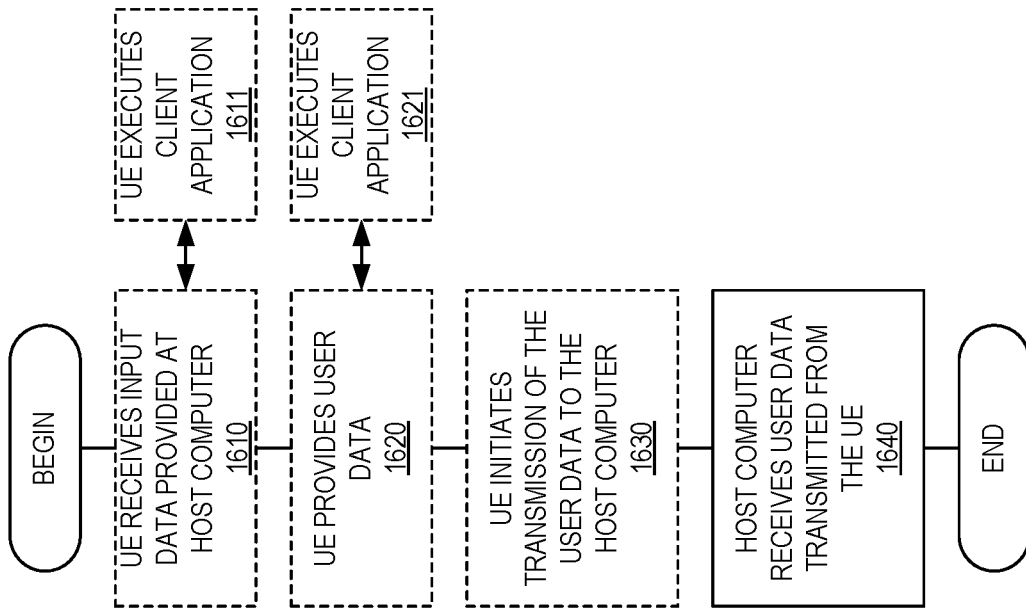 BEGIN
UE RECEIVES INPUT
DATA PROVIDED AT
HOST COMPUTER
1610
UE EXECUTES
CLIENT
APPLICATION
1611
UE PROVIDES USER
DATA
1620
UE EXECUTES
CLIENT
APPLICATION
1621
UE INITIATES
TRANSMISSION OF THE
USER DATA TO THE
HOST COMPUTER
1630
HOST COMPUTER
RECEIVES USER DATA
TRANSMITTED FROM
THE UE
1640
END